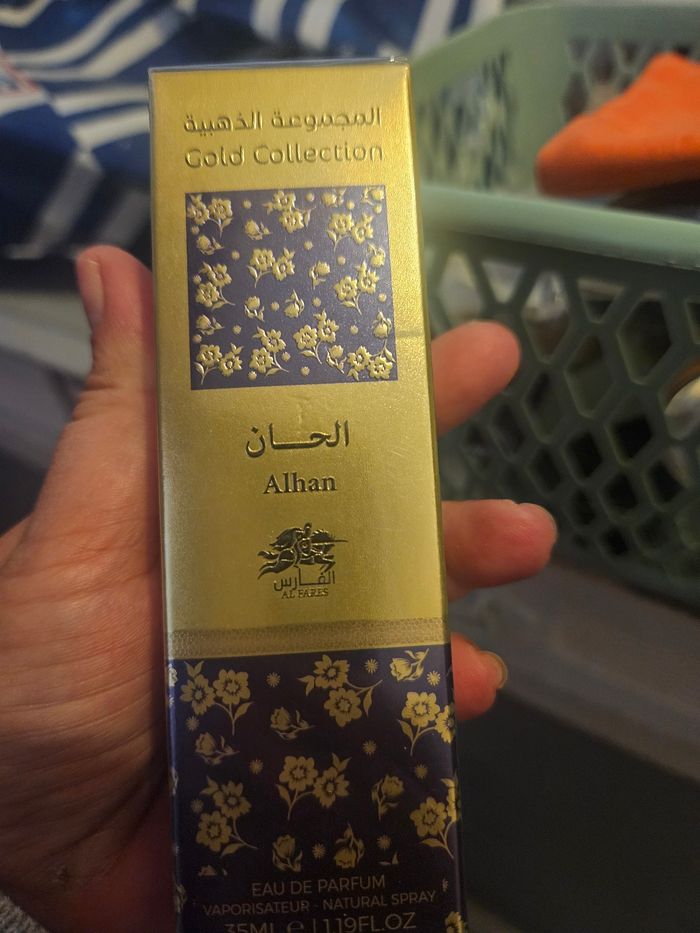 المجموعة الذهبية
Gold Collection
الحان
Alhan
الفارس
AL FARES
EAU DE PARFUM
VAPORISATEUR - NATURAL SPRAY
35ML e | 1.19FL.OZ